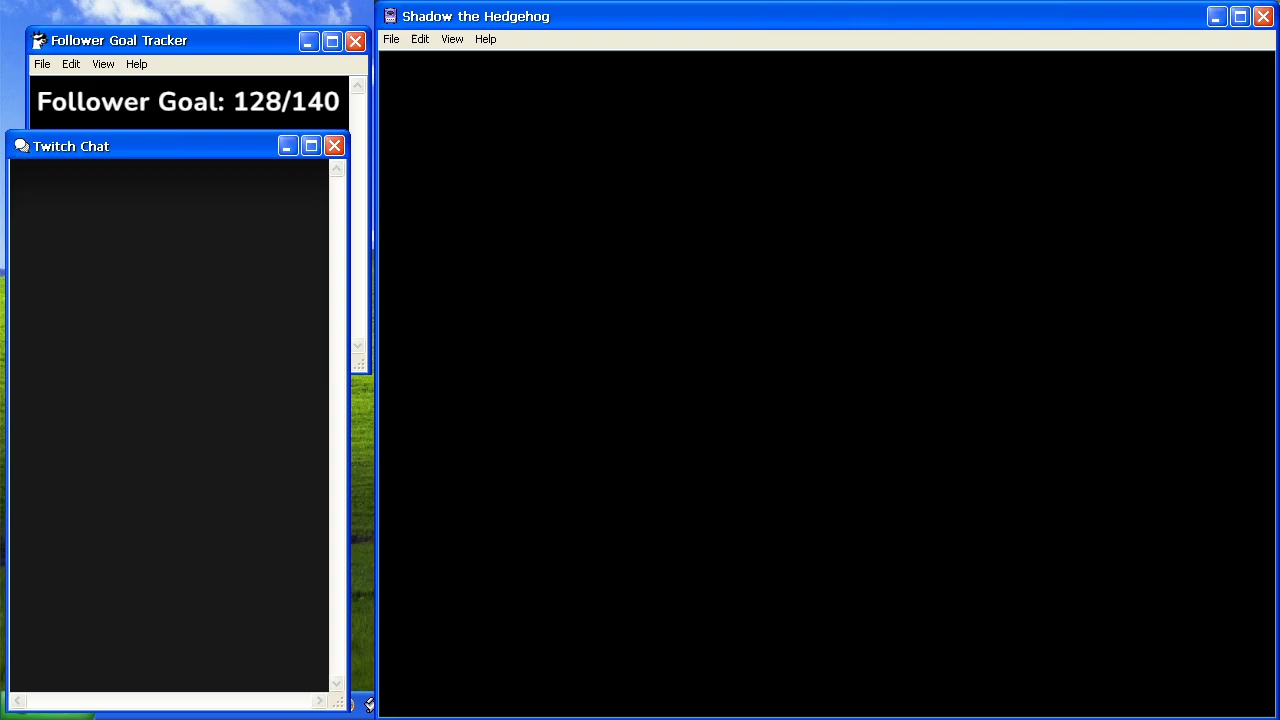 Follower Goal Tracker
File Edit View Help
Follower Goal: 128/140
Twitch Chat
Shadow the Hedgehog
File Edit View Help